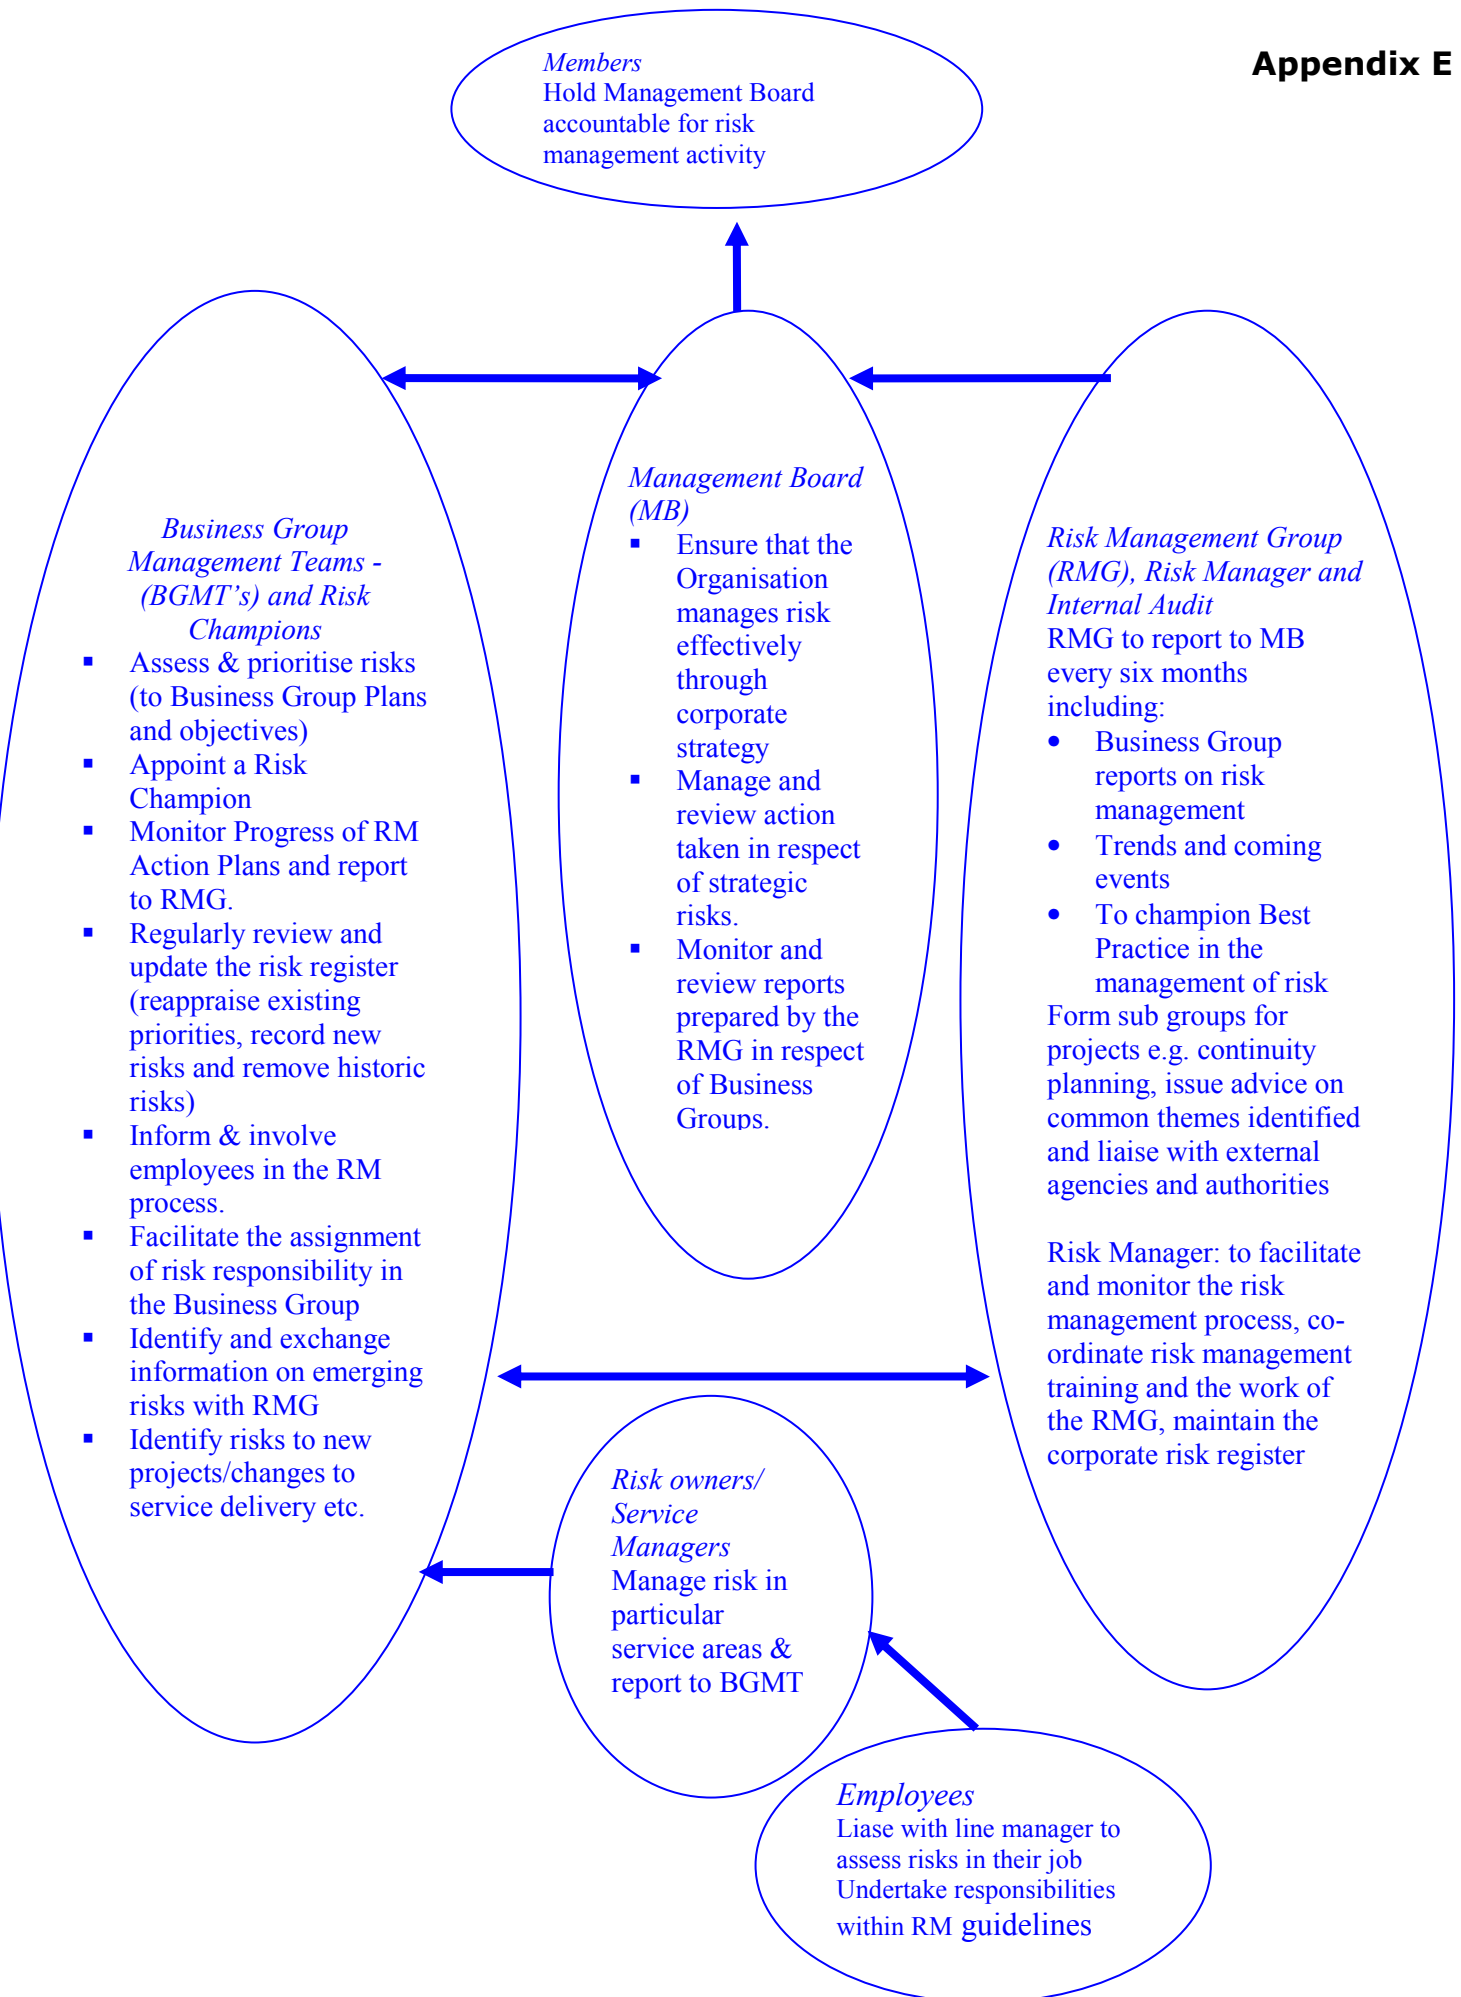 Appendix E
Members
Hold Management Board
accountable for risk
management activity
Business Group
Management Teams -
(BGMT’s) and Risk
Champions
▪ Assess & prioritise risks
(to Business Group Plans
and objectives)
▪ Appoint a Risk
Champion
▪ Monitor Progress of RM
Action Plans and report
to RMG.
▪ Regularly review and
update the risk register
(reappraise existing
priorities, record new
risks and remove historic
risks)
▪ Inform & involve
employees in the RM
process.
▪ Facilitate the assignment
of risk responsibility in
the Business Group
▪ Identify and exchange
information on emerging
risks with RMG
▪ Identify risks to new
projects/changes to
service delivery etc.
Management Board
(MB)
▪ Ensure that the
Organisation
manages risk
effectively
through
corporate
strategy
▪ Manage and
review action
taken in respect
of strategic
risks.
▪ Monitor and
review reports
prepared by the
RMG in respect
of Business
Groups.
Risk Management Group
(RMG), Risk Manager and
Internal Audit
RMG to report to MB
every six months
including:
• Business Group
reports on risk
management
• Trends and coming
events
• To champion Best
Practice in the
management of risk
Form sub groups for
projects e.g. continuity
planning, issue advice on
common themes identified
and liaise with external
agencies and authorities
Risk Manager: to facilitate
and monitor the risk
management process, co-
ordinate risk management
training and the work of
the RMG, maintain the
corporate risk register
Risk owners/
Service
Managers
Manage risk in
particular
service areas &
report to BGMT
Employees
Liase with line manager to
assess risks in their job
Undertake responsibilities
within RM guidelines